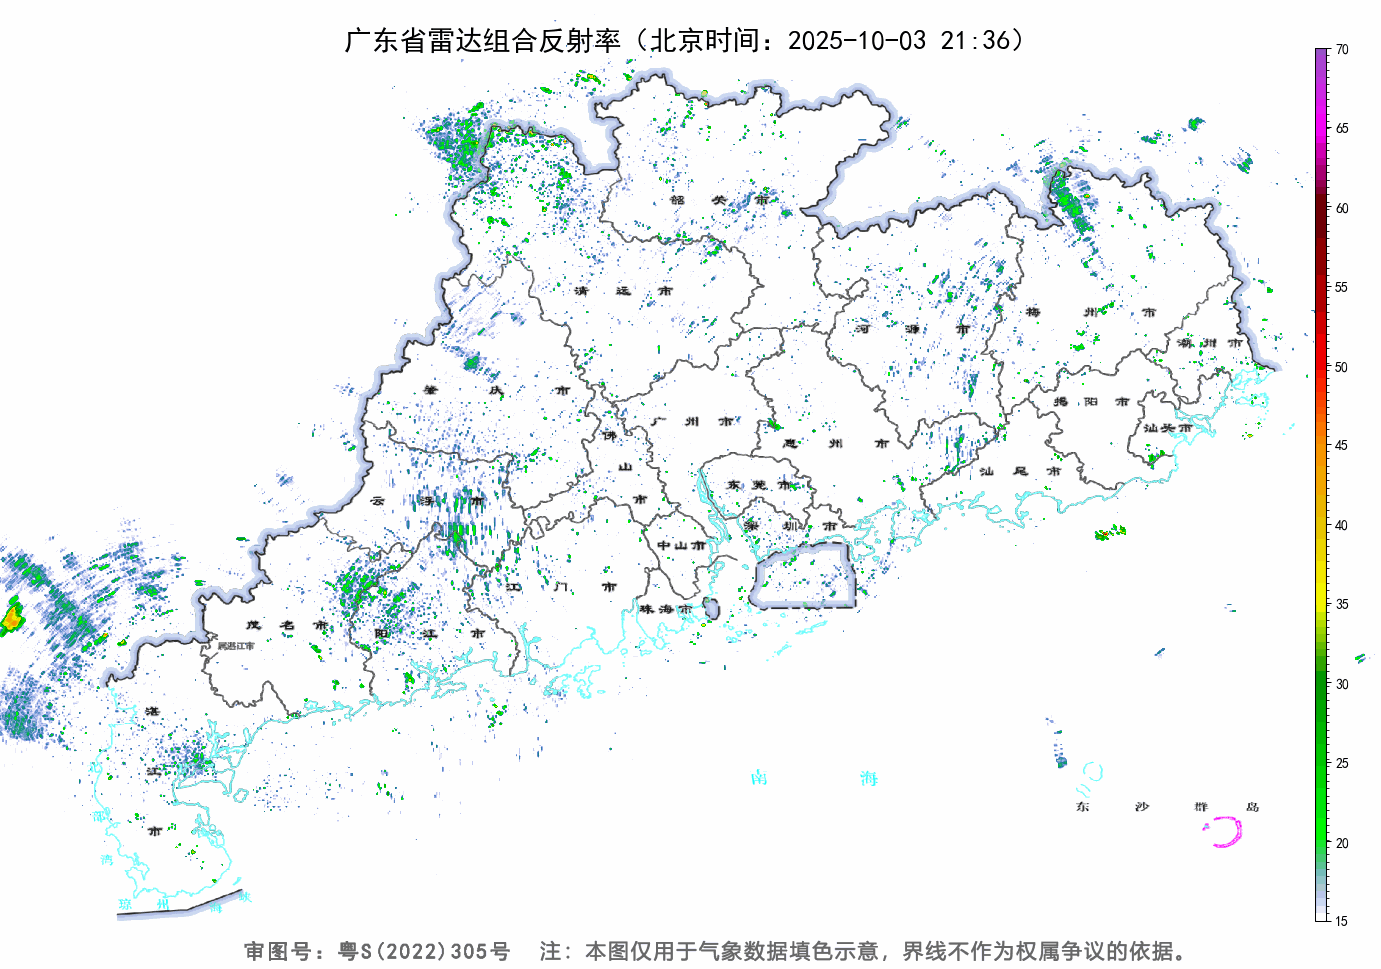 广东省雷达组合反射率（北京时间：2025-10-03 21:36）
70
65
60
55
50
45
40
35
30
25
20
15
韶关市
清远市
河源市
梅州市
潮州市
肇庆市
广州市
惠州市
揭阳市
汕头市
佛山市
云浮市
东莞市
汕尾市
深圳市
中山市
江门市
珠海市
茂名市
阳江市
属湛江市
湛江市
南海
东沙群岛
北部湾
琼州海峡
审图号：粤S(2022)305号 注：本图仅用于气象数据填色示意，界线不作为权属争议的依据。